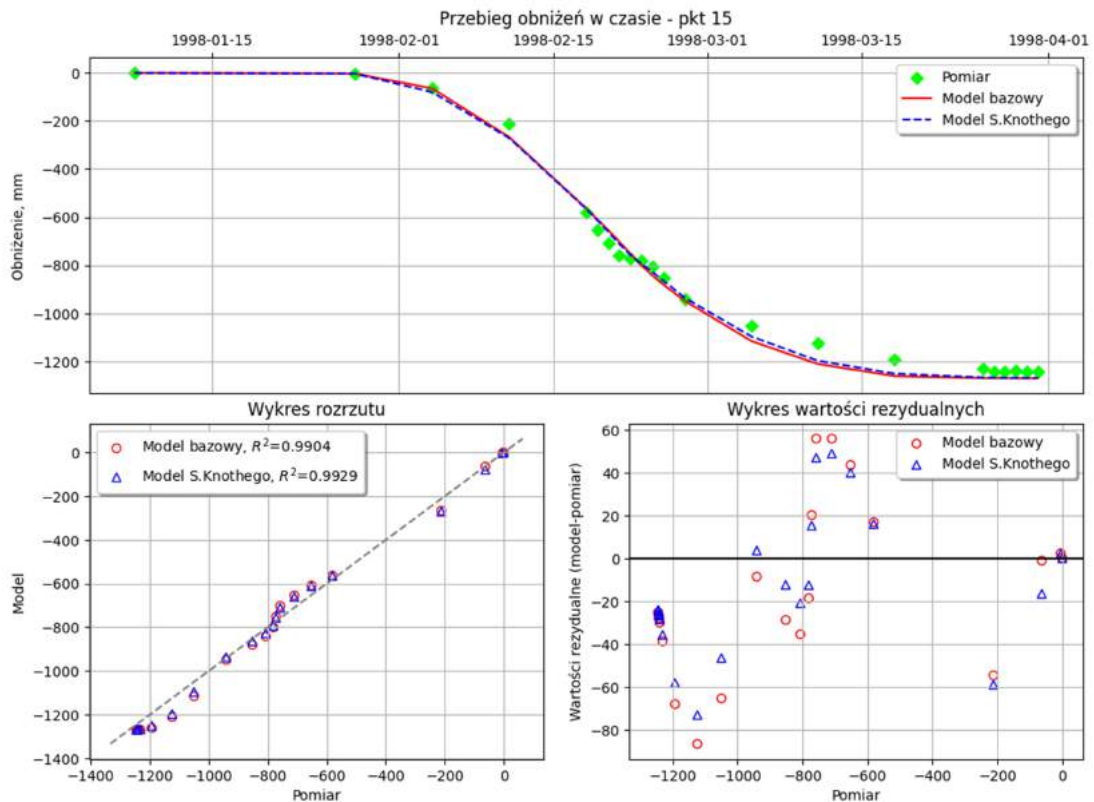 Przebieg obniżeń w czasie - pkt 15
1998-01-15 1998-02-01 1998-02-15 1998-03-01 1998-03-15 1998-04-01
Obniżenie, mm
0
−200
−400
−600
−800
−1000
−1200
Pomiar
Model bazowy
Model S.Knothego
Wykres rozrzutu
Model
0
−200
−400
−600
−800
−1000
−1200
−1400
Model bazowy, R²=0.9904
Model S.Knothego, R²=0.9929
−1400 −1200 −1000 −800 −600 −400 −200 0
Pomiar
Wykres wartości rezydualnych
Wartości rezydualne (model-pomiar)
60
40
20
0
−20
−40
−60
−80
Model bazowy
Model S.Knothego
−1200 −1000 −800 −600 −400 −200 0
Pomiar